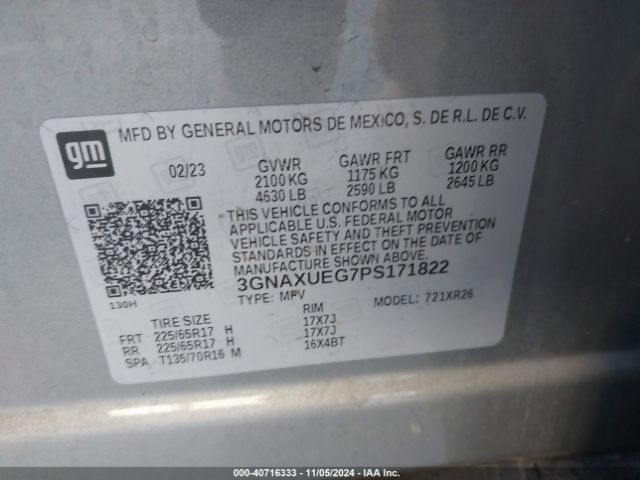 gm
MFD BY GENERAL MOTORS DE MEXICO, S. DE R.L. DE C.V.
02/23 GVWR GAWR FRT GAWR RR
2100 KG 1175 KG 1200 KG
4630 LB 2590 LB 2645 LB
THIS VEHICLE CONFORMS TO ALL
APPLICABLE U.S. FEDERAL MOTOR
VEHICLE SAFETY AND THEFT PREVENTION
STANDARDS IN EFFECT ON THE DATE OF
MANUFACTURE SHOWN ABOVE.
3GNAXUEG7PS171822
130H
TYPE: MPV MODEL: 721XR26
TIRE SIZE RIM
FRT 225/65R17 H 17X7J
RR 225/65R17 H 17X7J
SPA T135/70R16 M 16X4BT
000-40716333 - 11/05/2024 - IAA Inc.